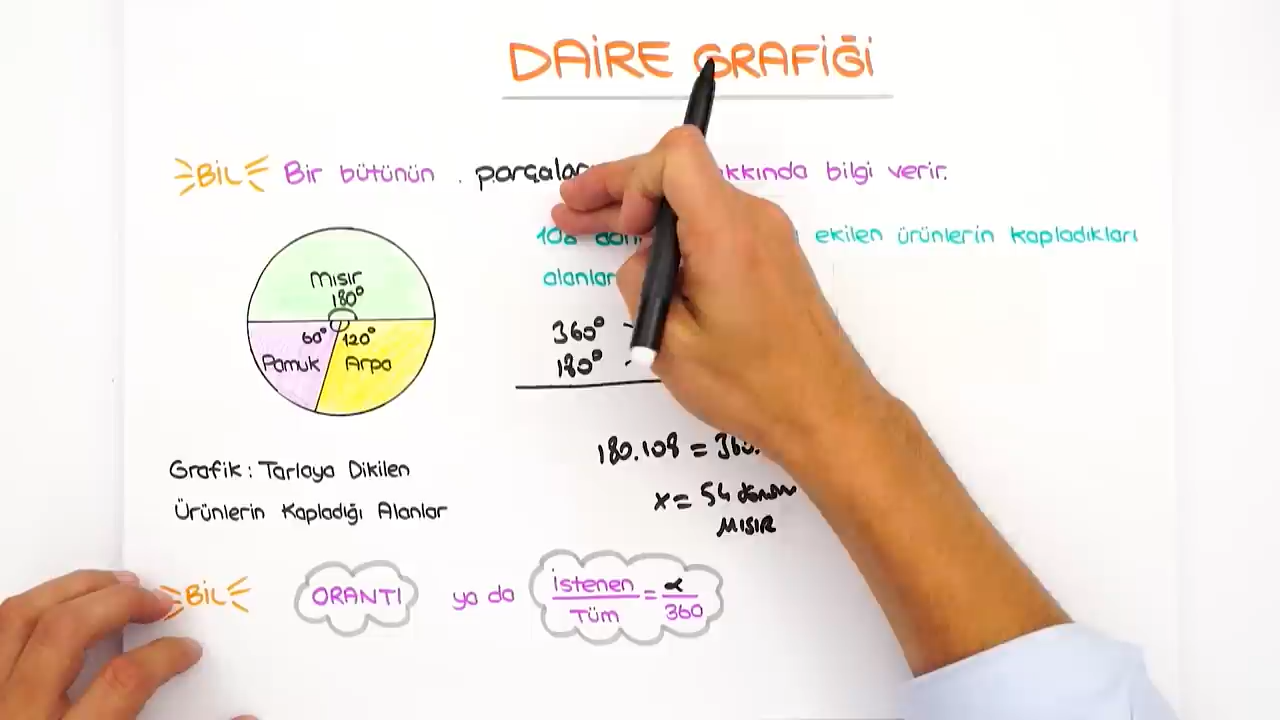 DAİRE GRAFİĞİ
BİL Bir bütünün . parçaları hakkında bilgi verir.
108 ekilen ürünlerin kapladıkları
alanlar
Mısır
180°
60° 120°
Pamuk Arpa
360°
180°
180.108 = 360.
x = 54 dönüm
MISIR
Grafik: Tarlaya Dikilen
Ürünlerin Kapladığı Alanlar
BİL ORANTI ya da İstenen = α
Tüm 360